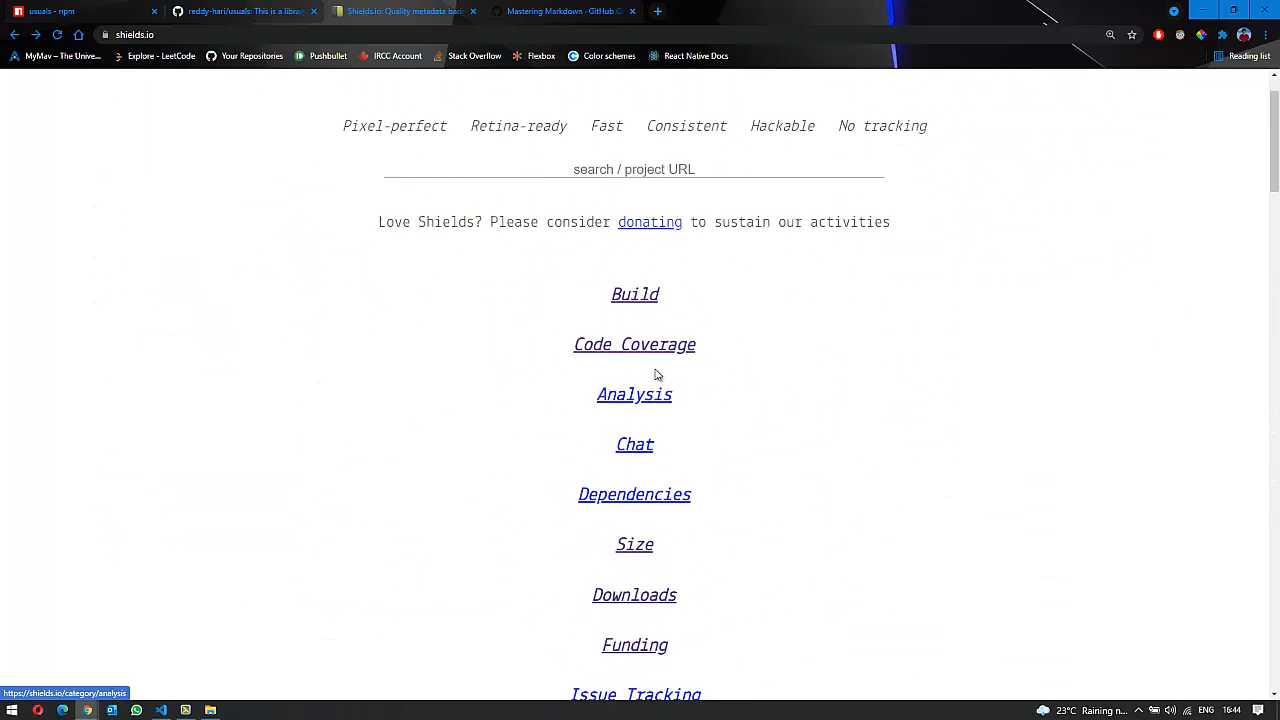 usuals - npm
reddy-hari/usuals: This is a librar
Shields.io: Quality metadata bad
Mastering Markdown · GitHub G
shields.io
MyMav – The Unive...
Explore - LeetCode
Your Repositories
Pushbullet
IRCC Account
Stack Overflow
Flexbox
Color schemes
React Native Docs
Reading list
Pixel-perfect Retina-ready Fast Consistent Hackable No tracking
search / project URL
Love Shields? Please consider donating to sustain our activities
Build
Code Coverage
Analysis
Chat
Dependencies
Size
Downloads
Funding
Issue Tracking
https://shields.io/category/analysis
23°C Raining n... ENG 16:44